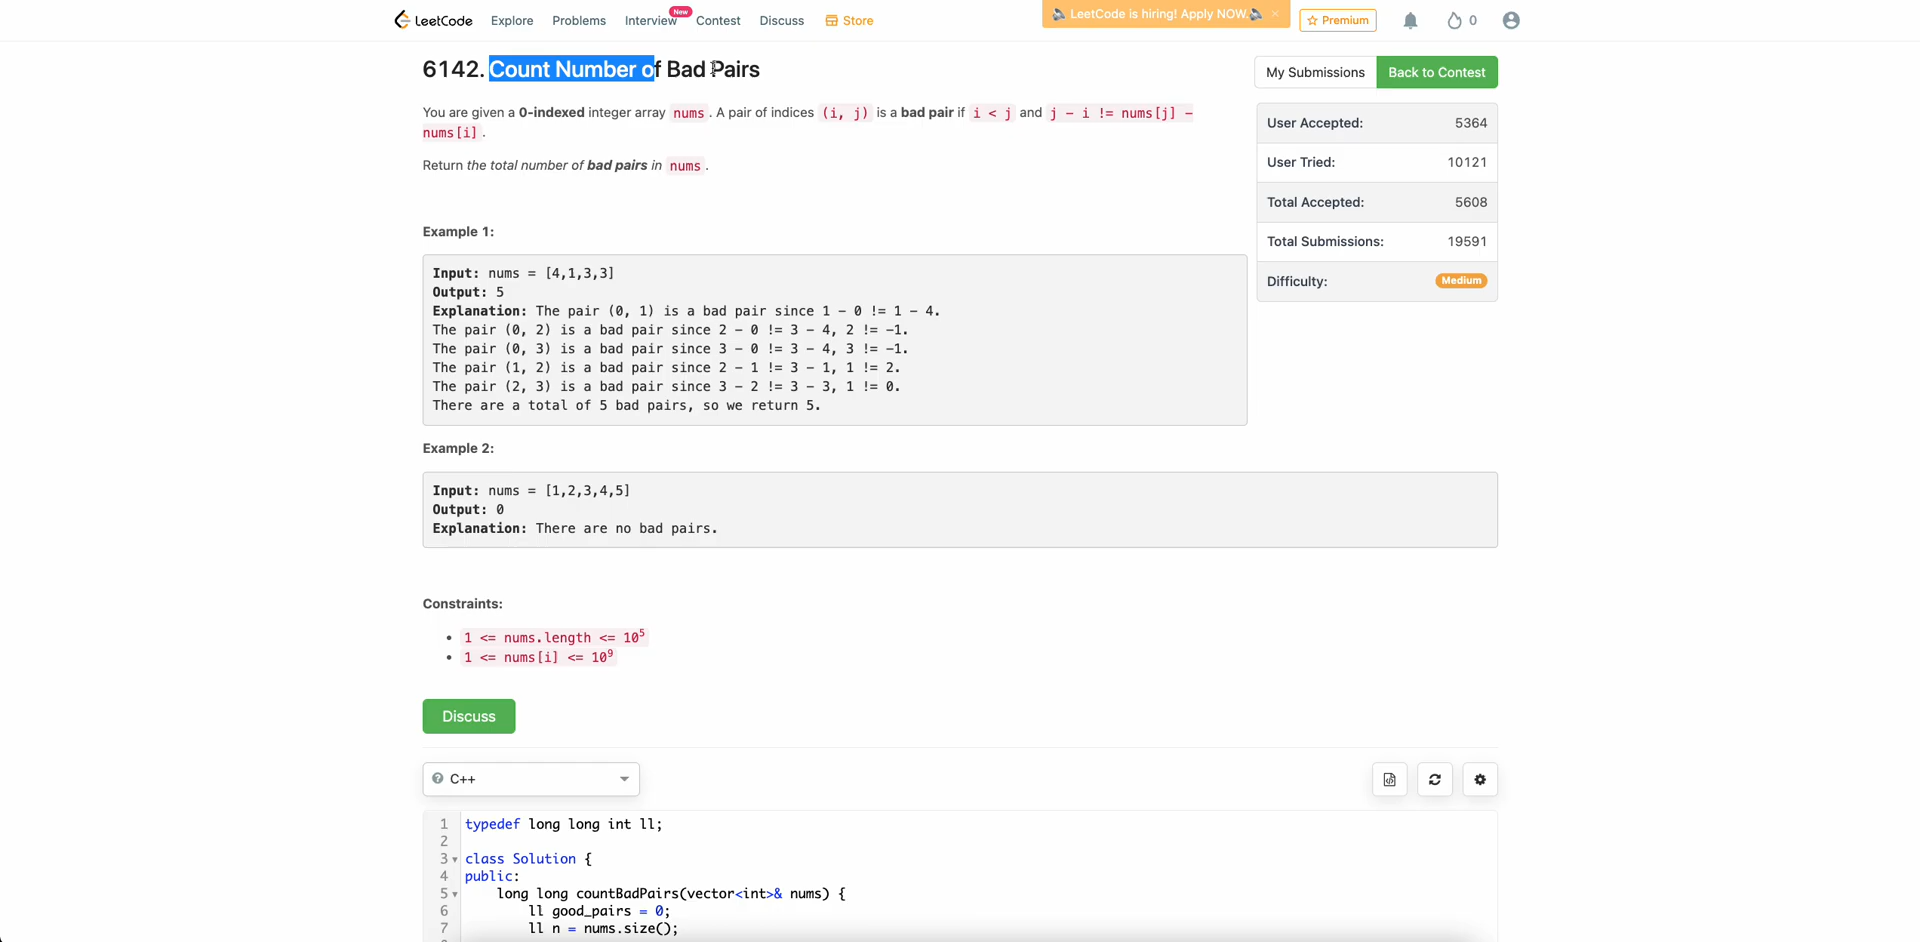 LeetCode Explore Problems Interview New Contest Discuss Store LeetCode is hiring! Apply NOW. × Premium 0
6142. Count Number of Bad Pairs
My Submissions Back to Contest
You are given a 0-indexed integer array nums. A pair of indices (i, j) is a bad pair if i < j and j - i != nums[j] -
nums[i].
Return the total number of bad pairs in nums.
User Accepted: 5364
User Tried: 10121
Total Accepted: 5608
Total Submissions: 19591
Difficulty: Medium
Example 1:
Input: nums = [4,1,3,3]
Output: 5
Explanation: The pair (0, 1) is a bad pair since 1 - 0 != 1 - 4.
The pair (0, 2) is a bad pair since 2 - 0 != 3 - 4, 2 != -1.
The pair (0, 3) is a bad pair since 3 - 0 != 3 - 4, 3 != -1.
The pair (1, 2) is a bad pair since 2 - 1 != 3 - 1, 1 != 2.
The pair (2, 3) is a bad pair since 3 - 2 != 3 - 3, 1 != 0.
There are a total of 5 bad pairs, so we return 5.
Example 2:
Input: nums = [1,2,3,4,5]
Output: 0
Explanation: There are no bad pairs.
Constraints:
• 1 <= nums.length <= 10⁵
• 1 <= nums[i] <= 10⁹
Discuss
C++
1 typedef long long int ll;
2
3 class Solution {
4 public:
5 long long countBadPairs(vector<int>& nums) {
6 ll good_pairs = 0;
7 ll n = nums.size();